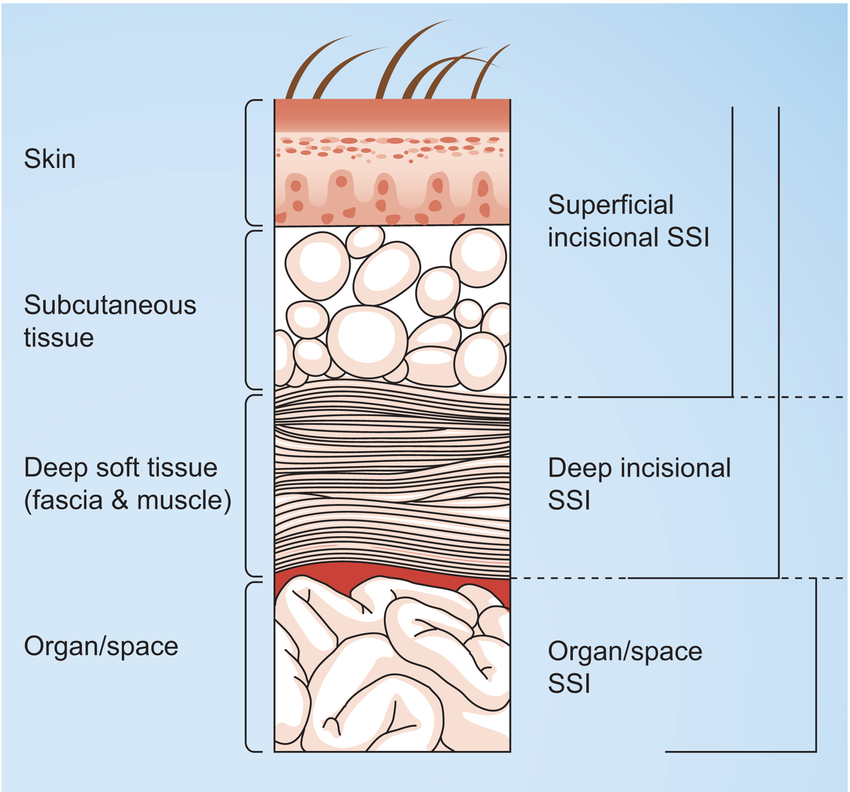 Skin
Subcutaneous
tissue
Deep soft tissue
(fascia & muscle)
Organ/space
Superficial
incisional SSI
Deep incisional
SSI
Organ/space
SSI